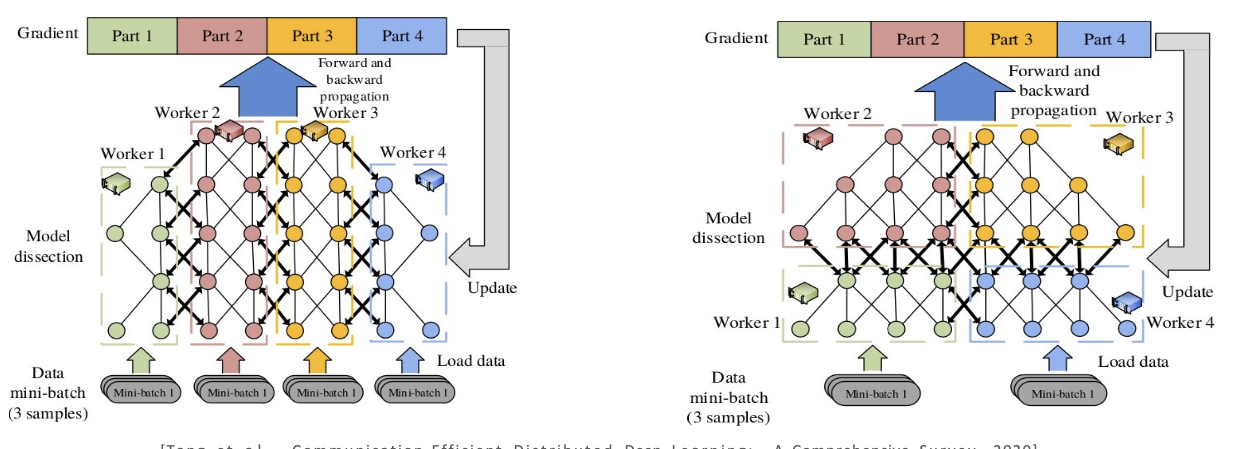 Gradient
Part 1
Part 2
Part 3
Part 4
Forward and
backward
propagation
Worker 2
Worker 3
Worker 1
Worker 4
Model
dissection
Update
Load data
Data
mini-batch
(3 samples)
Mini-batch 1
Mini-batch 1
Mini-batch 1
Mini-batch 1
Gradient
Part 1
Part 2
Part 3
Part 4
Forward and
backward
propagation
Worker 2
Worker 3
Model
dissection
Update
Worker 1
Worker 4
Load data
Data
mini-batch
(3 samples)
Mini-batch 1
Mini-batch 1
[Tang et al. Communication-Efficient Distributed Deep Learning: A Comprehensive Survey, 2020]